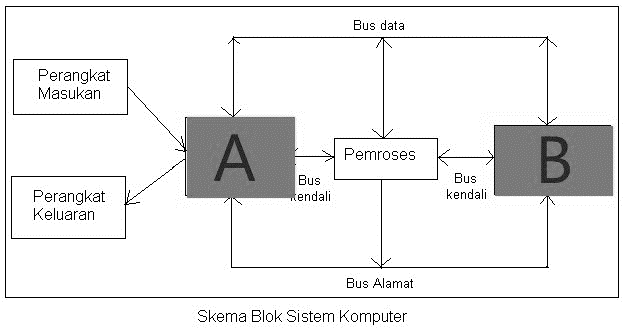 Bus data
Perangkat
Masukan
A
Pemroses
B
Bus
kendali
Bus
kendali
Perangkat
Keluaran
Bus Alamat
Skema Blok Sistem Komputer